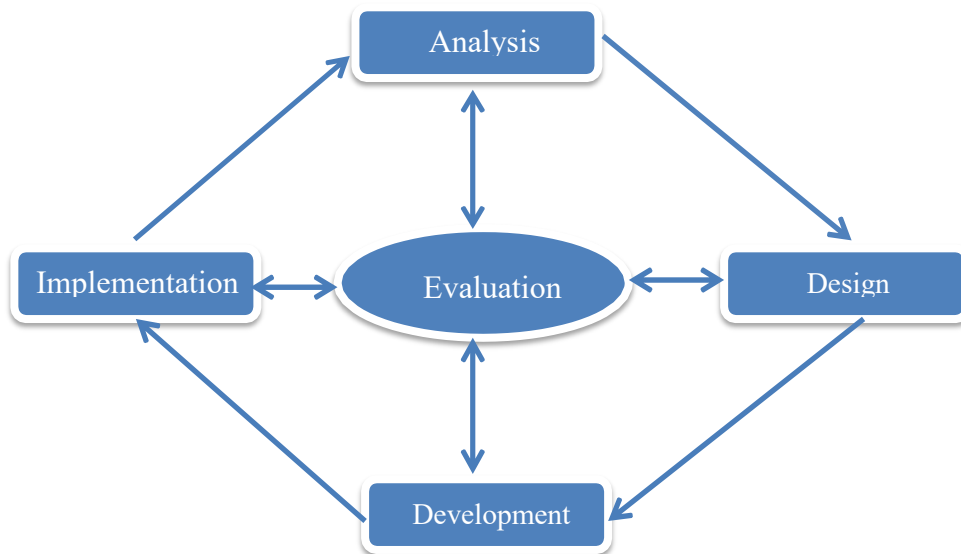 Analysis
Implementation
Evaluation
Design
Development